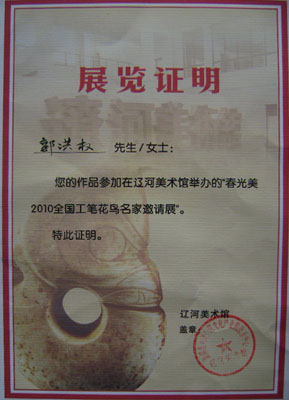 展览证明
郭洪权 先生/女士:
您的作品参加在辽河美术馆举办的"春光美
2010全国工笔花鸟名家邀请展"。
特此证明。
辽河美术馆
盖章